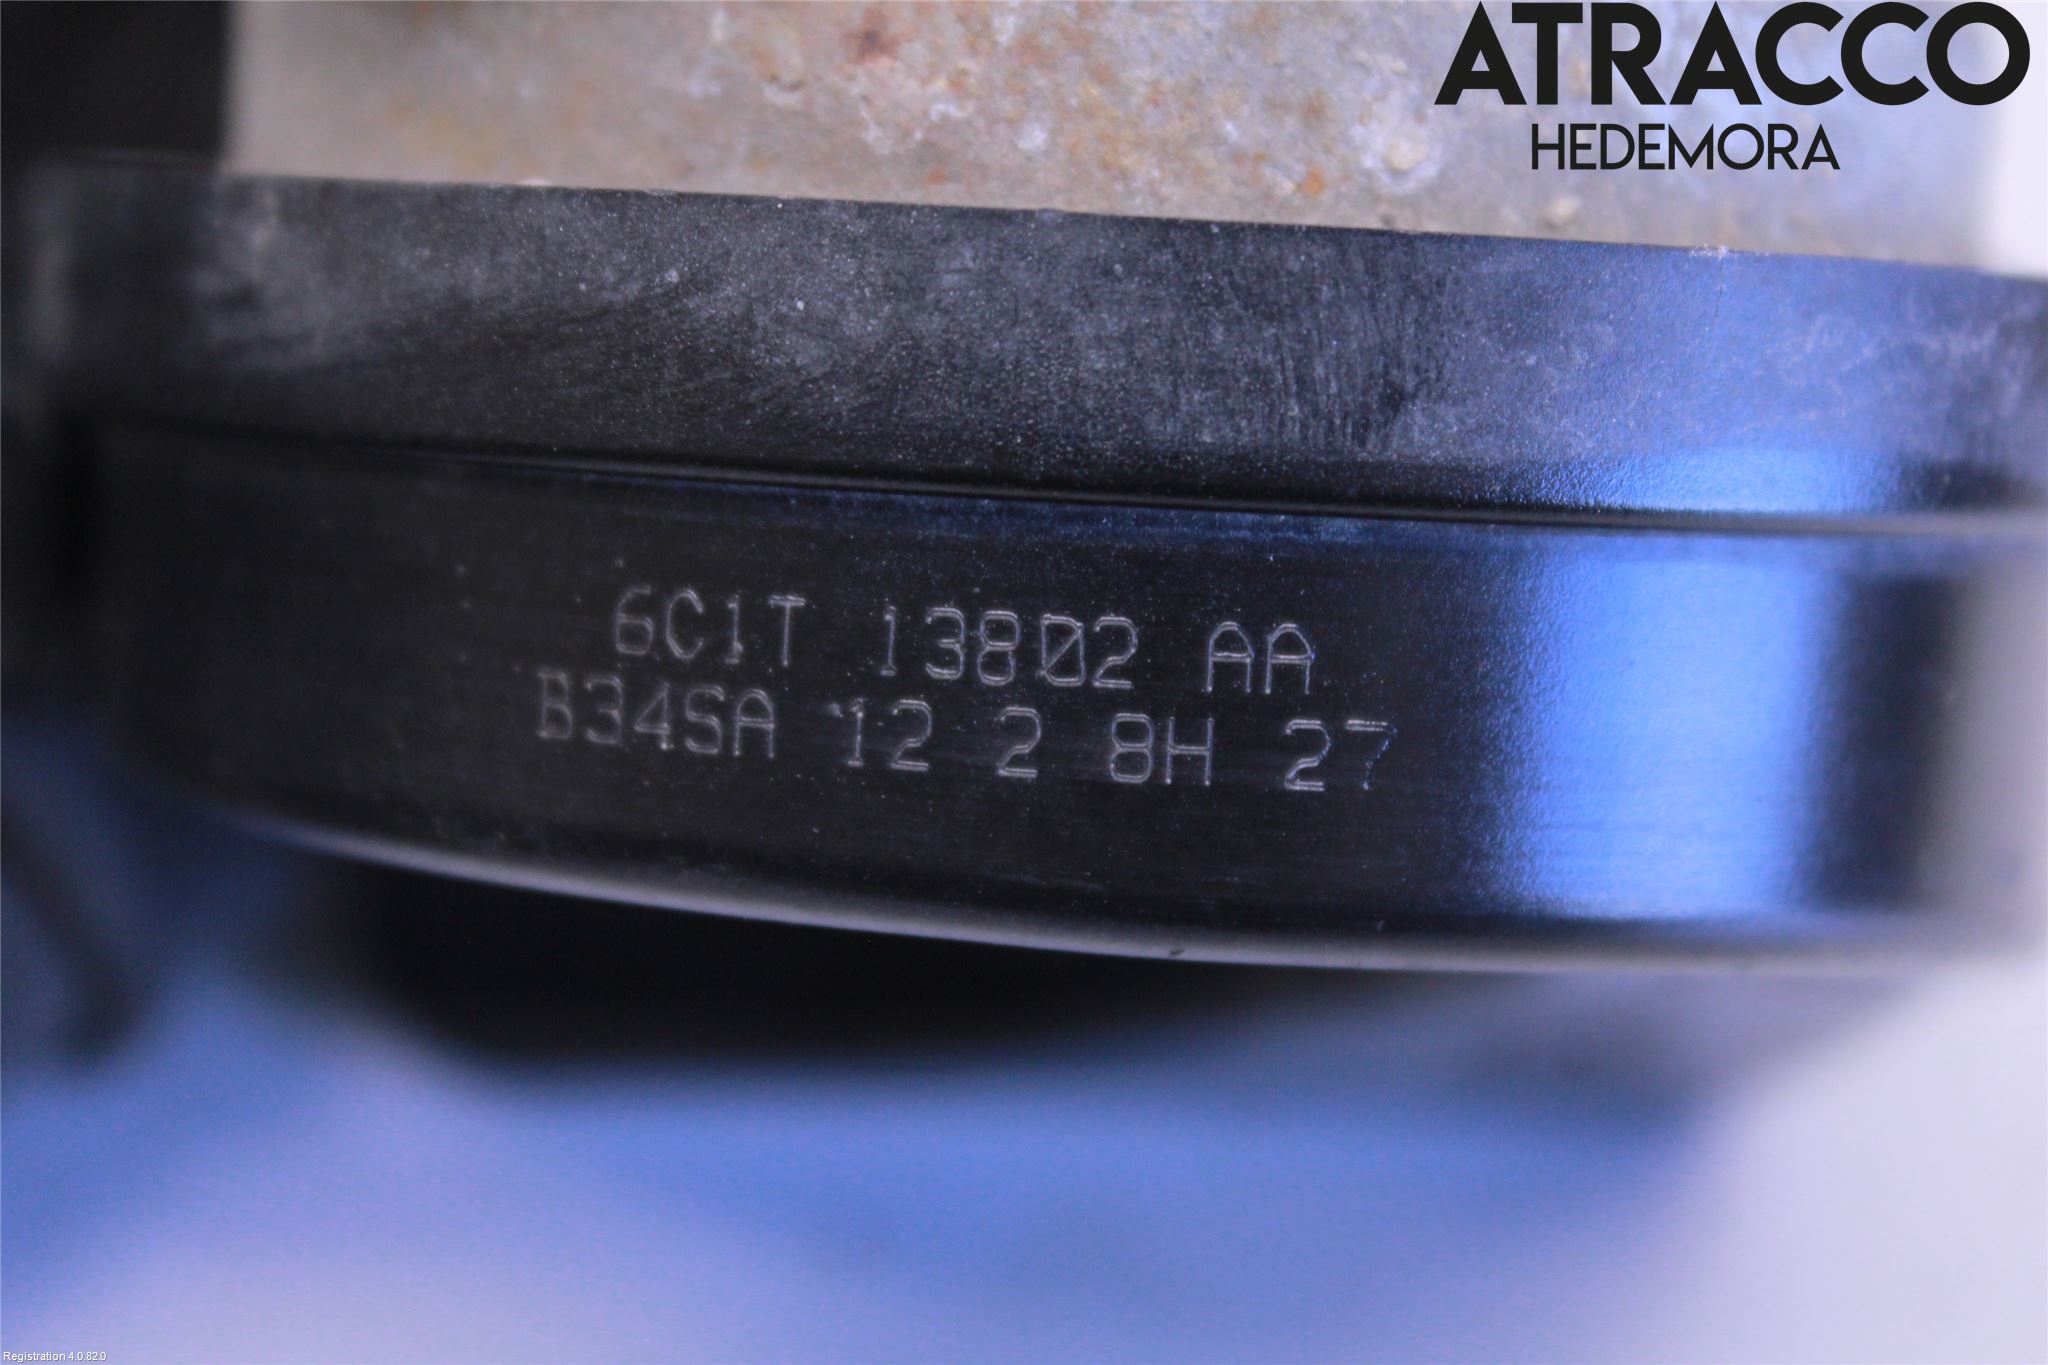 ATRACCO
HEDEMORA
6C1T 13802 AA
B34SA 12 2 8H 27
Registration 4.0.82.0